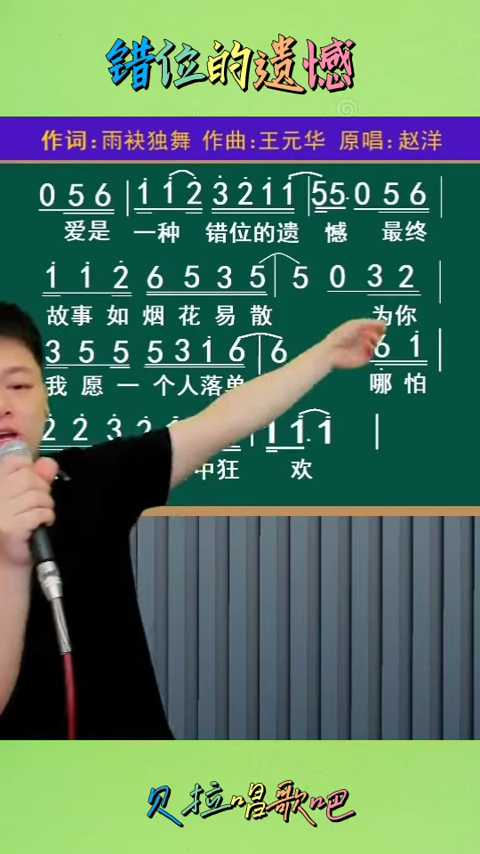 错位的遗憾
作词:雨袂独舞 作曲:王元华 原唱:赵洋
0 5 6 | 1 1 2 3 2 1 1 | 5 5· 0 5 6 |
爱是 一种 错位的遗 憾 最终
1 1 2 6 5 3 5 | 5 0 3 2 |
故事 如 烟 花 易 散 为你
3 5 5 5 3 1 6 | 6 6 1 |
我 愿 一 个人落单 哪 怕
2 2 3 2 1 1· 1 |
中狂 欢
贝拉唱歌吧